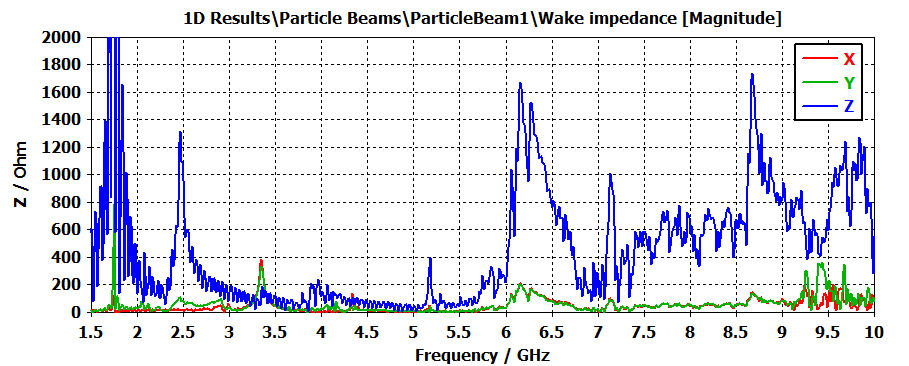 1D Results\Particle Beams\ParticleBeam1\Wake impedance [Magnitude]
2000
1800
1600
1400
1200
1000
800
600
400
200
0
Z / Ohm
X
Y
Z
1.5 2 2.5 3 3.5 4 4.5 5 5.5 6 6.5 7 7.5 8 8.5 9 9.5 10
Frequency / GHz